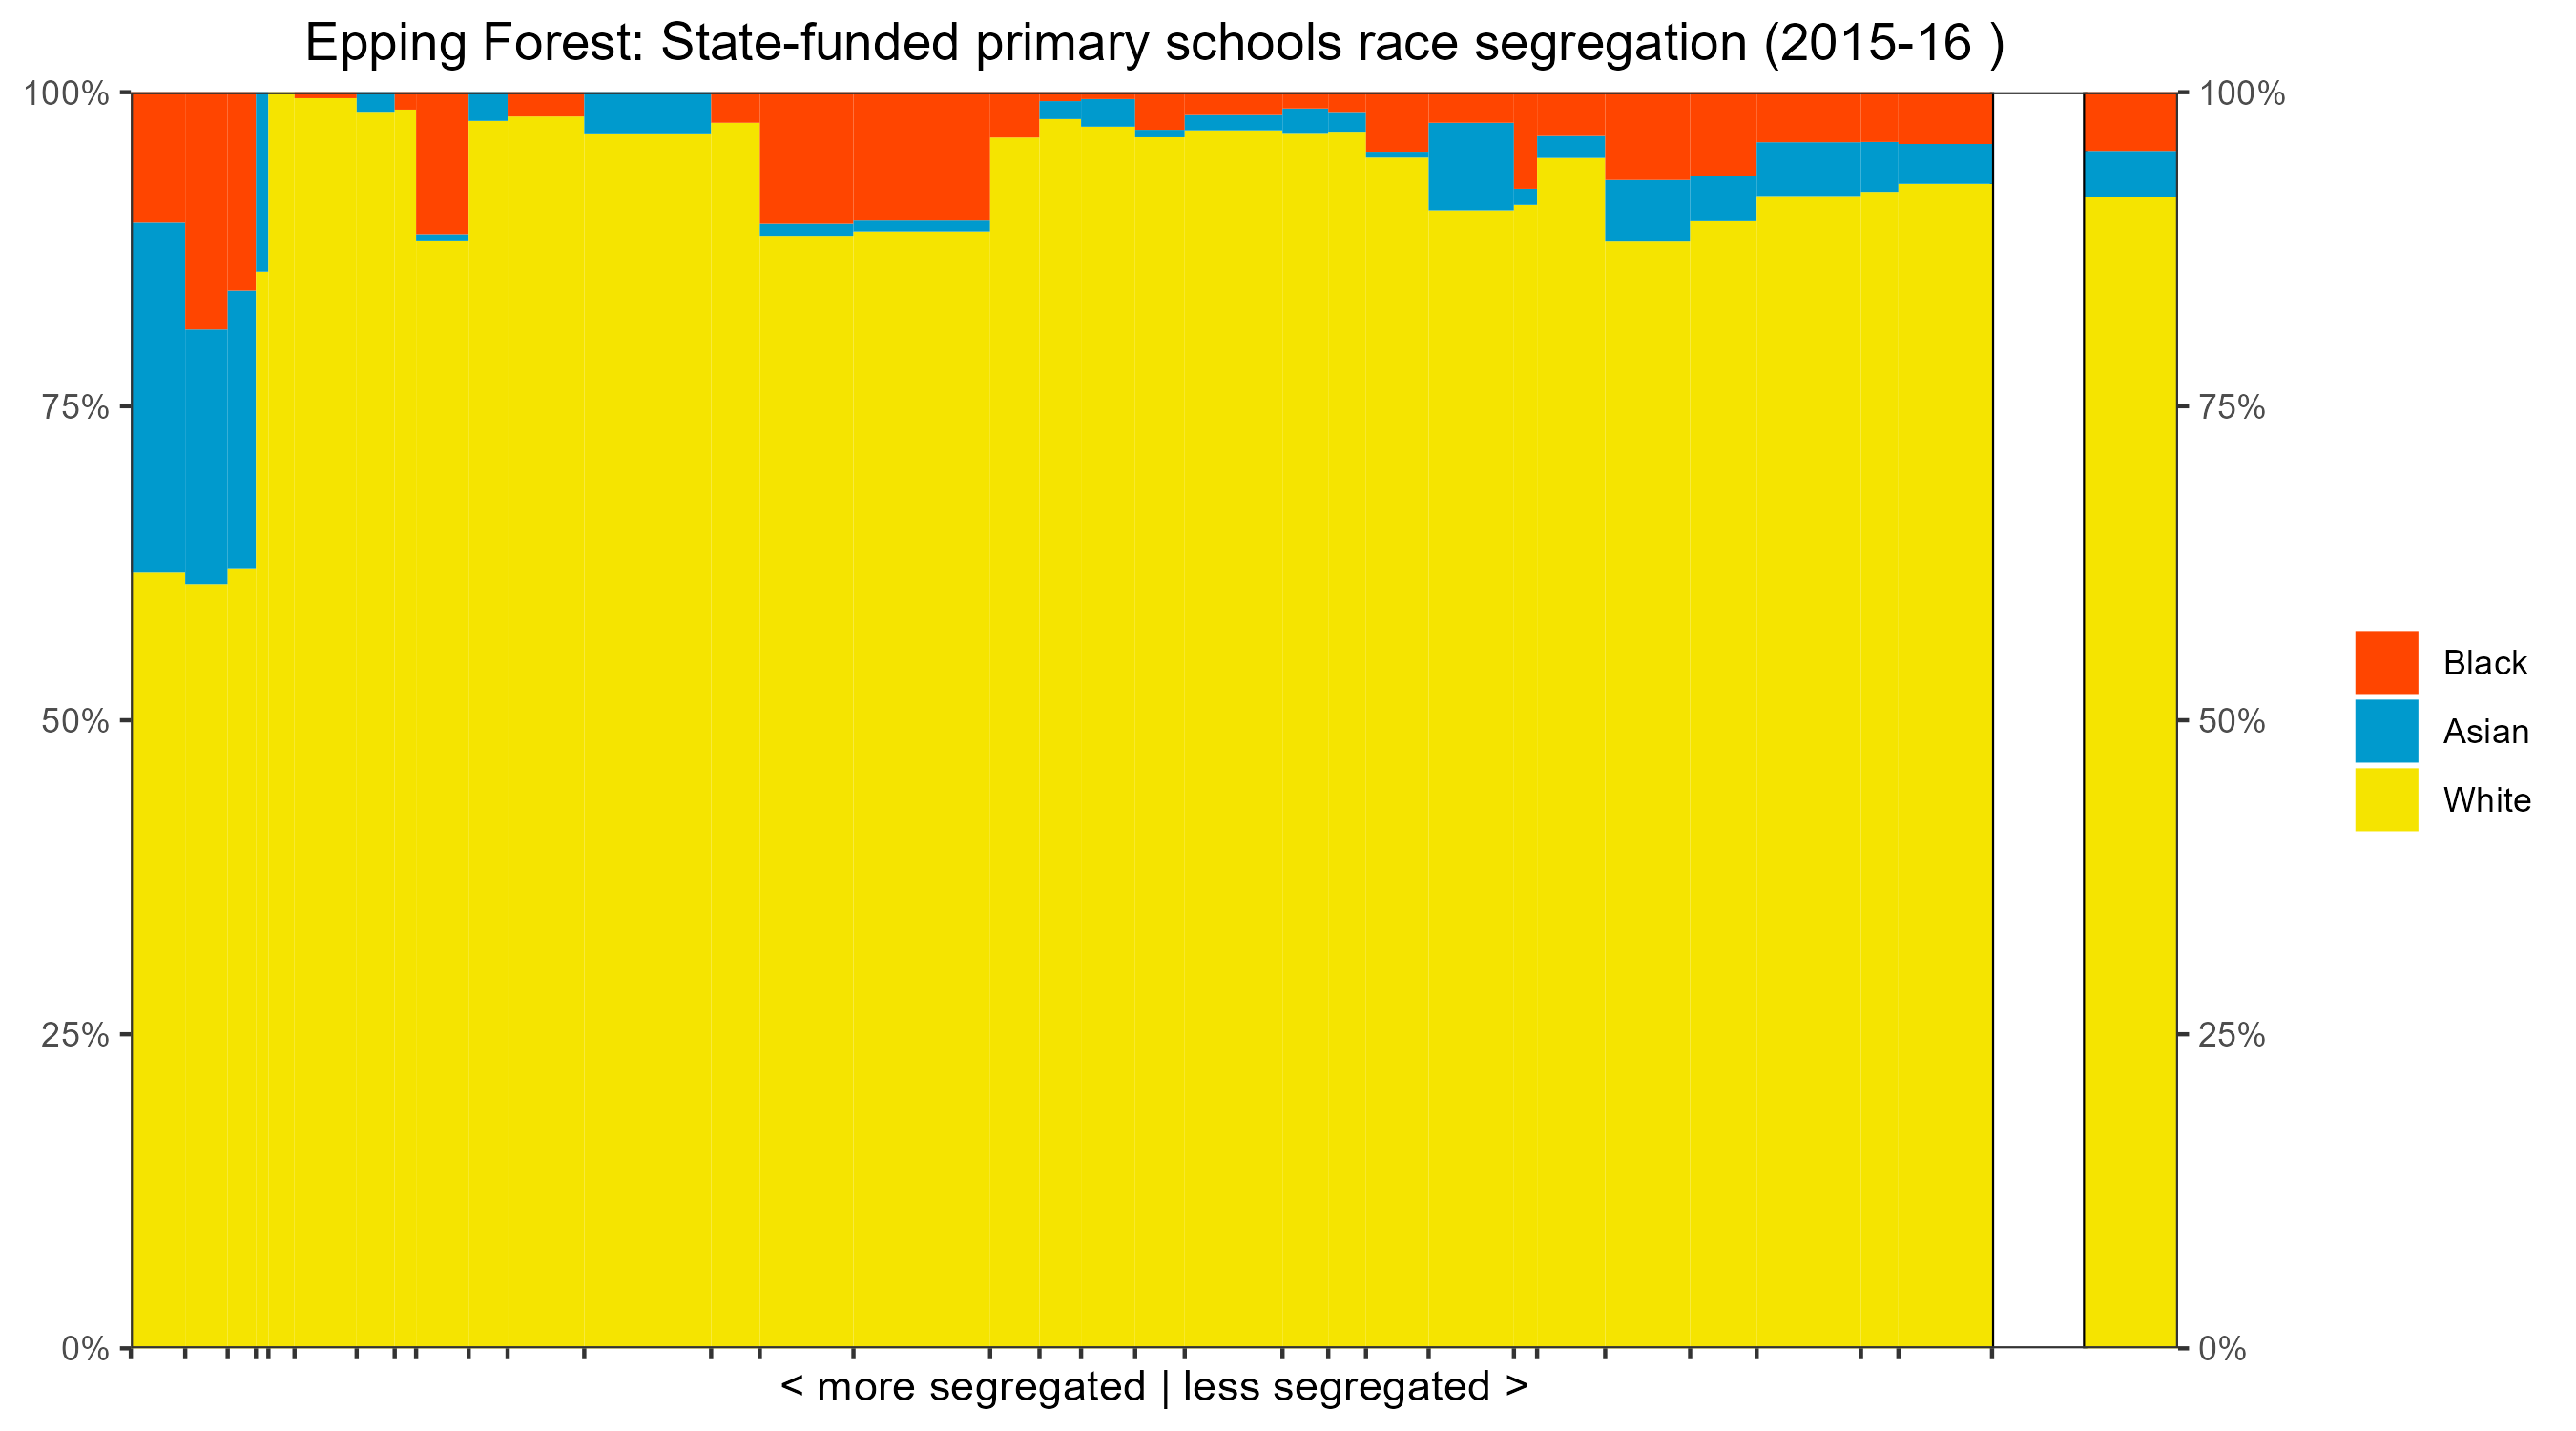 Epping Forest: State-funded primary schools race segregation (2015-16 )
100%
75%
50%
25%
0%
100%
75%
50%
25%
0%
Black
Asian
White
< more segregated | less segregated >